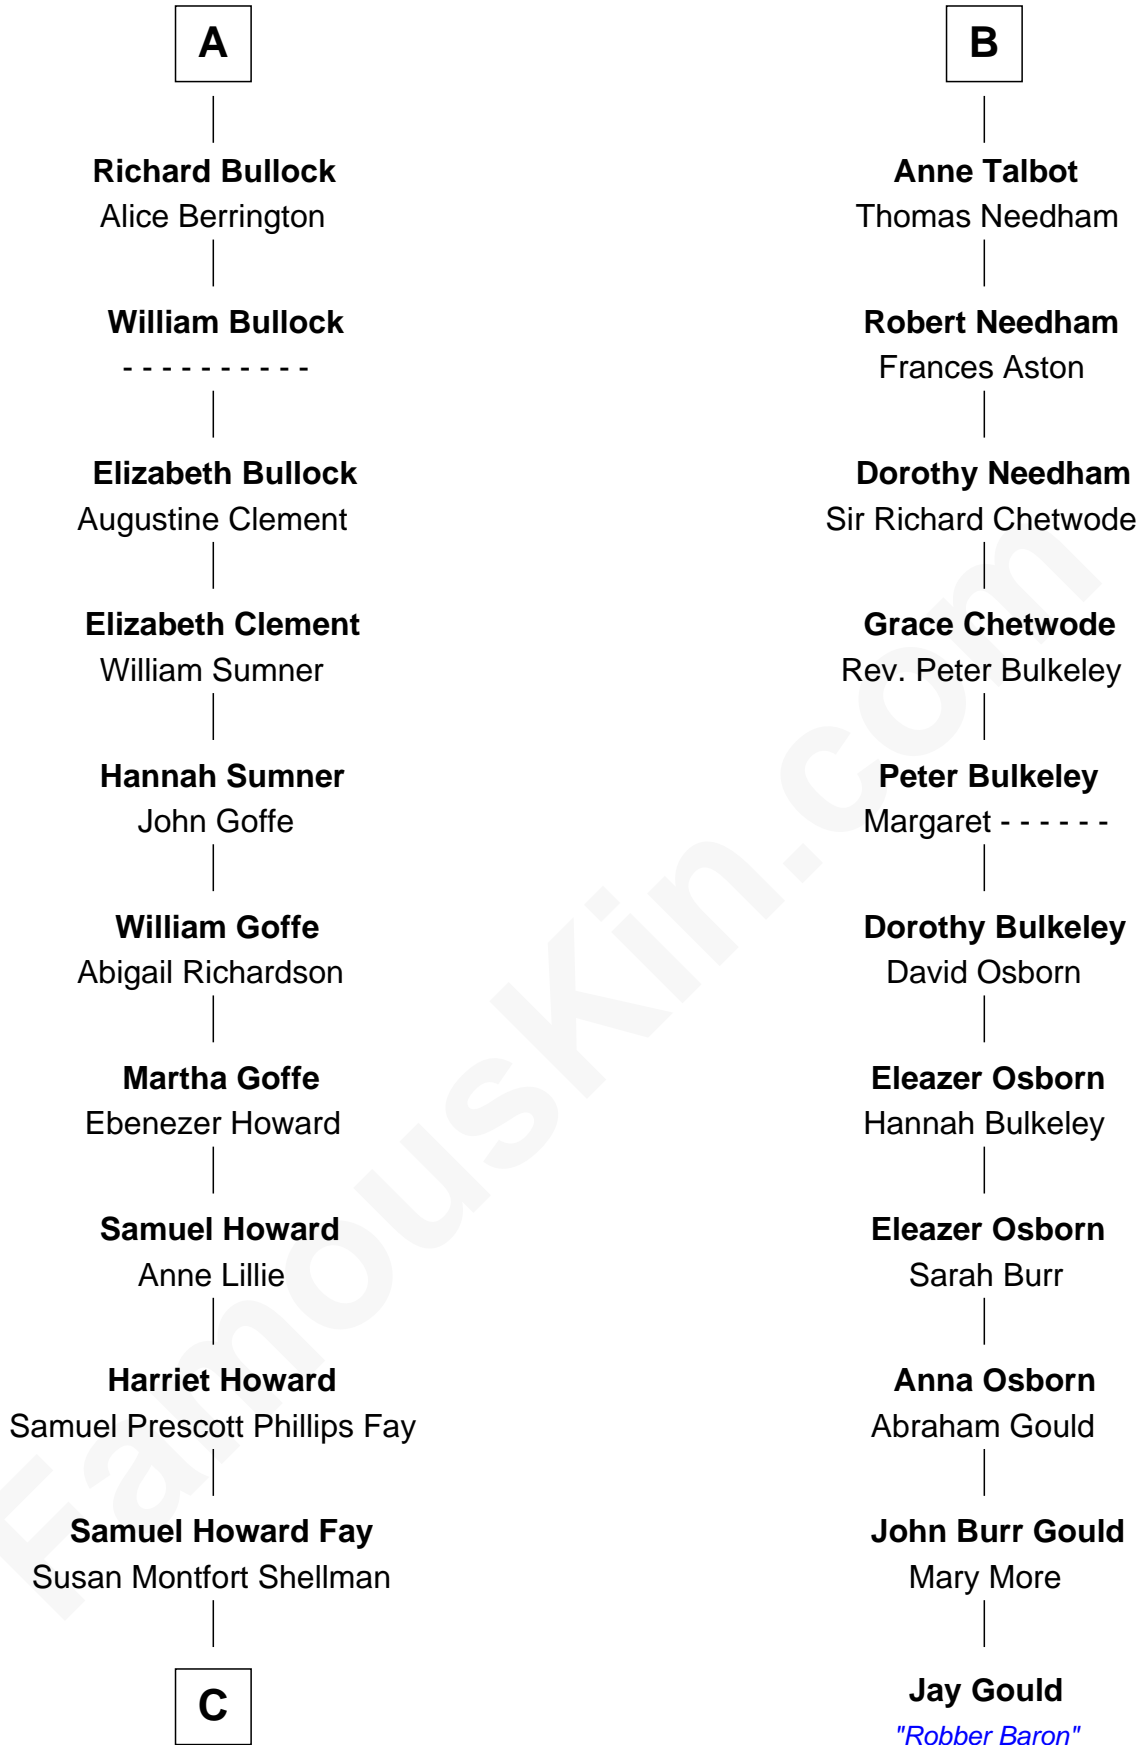 A
Richard Bullock
Alice Berrington
William Bullock
- - - - - - - - - -
Elizabeth Bullock
Augustine Clement
Elizabeth Clement
William Sumner
Hannah Sumner
John Goffe
William Goffe
Abigail Richardson
Martha Goffe
Ebenezer Howard
Samuel Howard
Anne Lillie
Harriet Howard
Samuel Prescott Phillips Fay
Samuel Howard Fay
Susan Montfort Shellman
C
B
Anne Talbot
Thomas Needham
Robert Needham
Frances Aston
Dorothy Needham
Sir Richard Chetwode
Grace Chetwode
Rev. Peter Bulkeley
Peter Bulkeley
Margaret - - - - - -
Dorothy Bulkeley
David Osborn
Eleazer Osborn
Hannah Bulkeley
Eleazer Osborn
Sarah Burr
Anna Osborn
Abraham Gould
John Burr Gould
Mary More
Jay Gould
"Robber Baron"
FamousKin.com